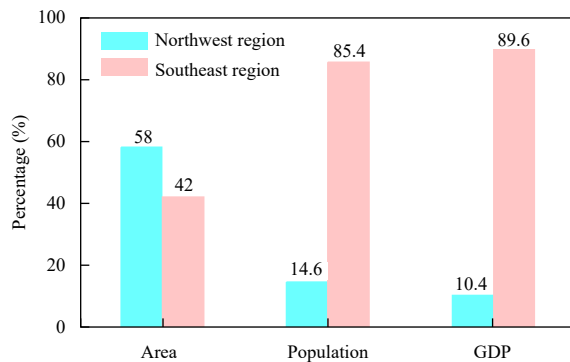 100
80
60
40
20
0
Percentage (%)
Northwest region
Southeast region
58
42
14.6
85.4
10.4
89.6
Area
Population
GDP